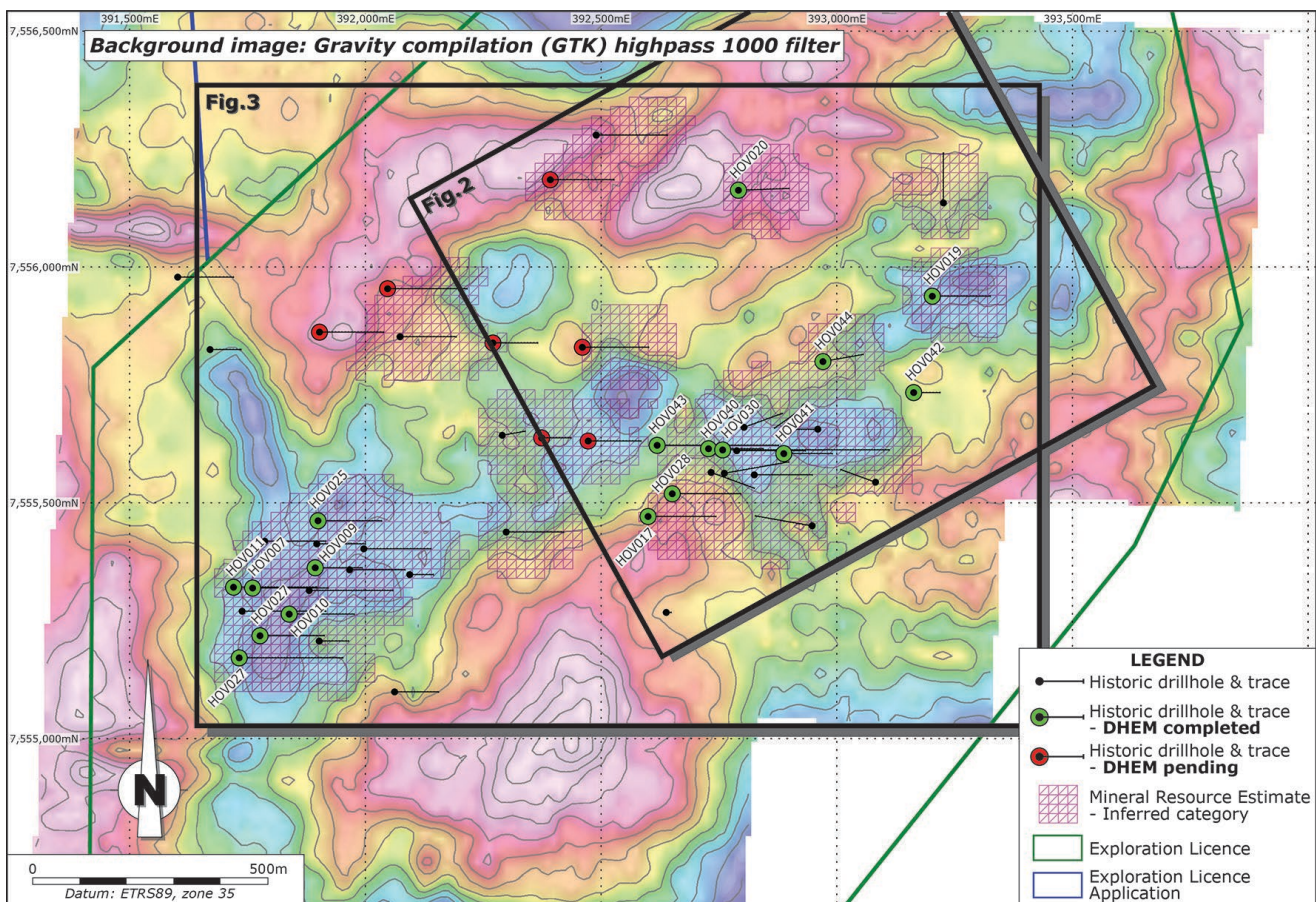 391,500mE
392,000mE
392,500mE
393,000mE
393,500mE
7,556,500mN
Background image: Gravity compilation (GTK) highpass 1000 filter
Fig.3
Fig.2
HOV020
7,556,000mN
HOV019
HOV044
HOV042
HOV043
HOV040
HOV030
HOV041
HOV028
7,555,500mN
HOV025
HOV017
HOV009
HOV011
HOV007
HOV027
HOV010
HOV027
7,555,000mN
N
0
500m
Datum: ETRS89, zone 35
LEGEND
Historic drillhole & trace
Historic drillhole & trace
- DHEM completed
Historic drillhole & trace
- DHEM pending
Mineral Resource Estimate
- Inferred category
Exploration Licence
Exploration Licence
Application